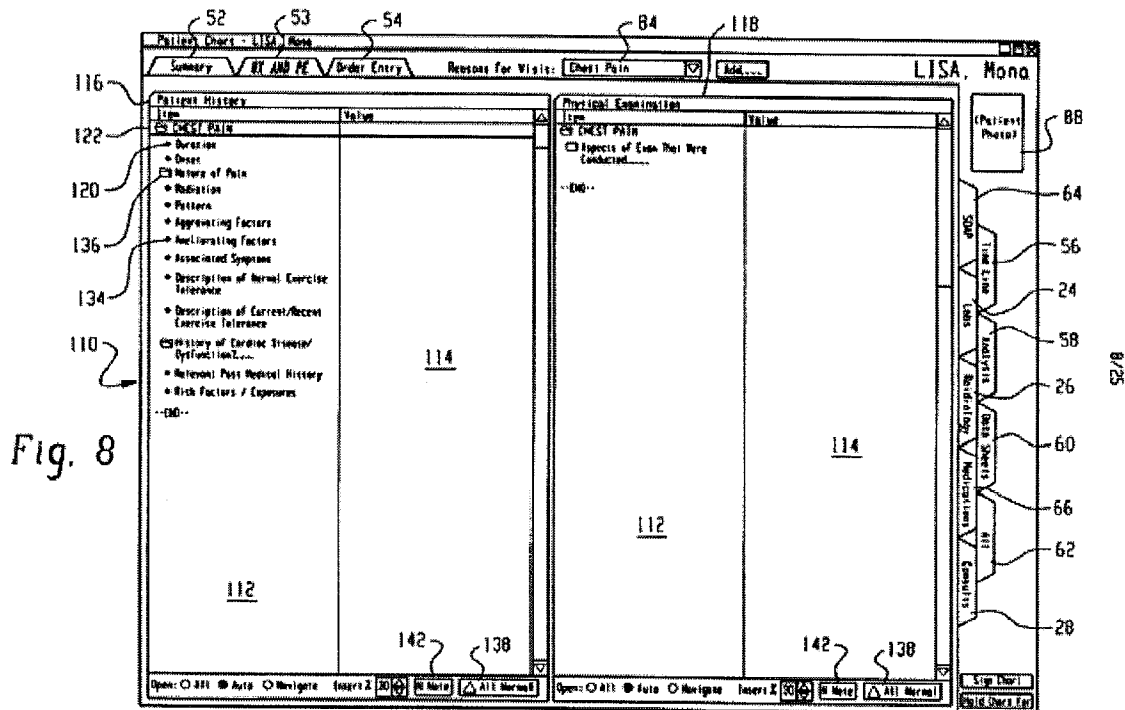 52
53
54
84
118
Patient Chart - LISA, Mona
Summary
HX AND PE
Order Entry
Reasons For Visit:
Chest Pain
Add....
LISA, Mona
116
Patient History
Item
Value
122
CHEST PAIN
Duration
Onset
120
Nature of Pain
Radiation
136
Pattern
Aggravating Factors
Ameliorating Factors
Associated Symptoms
134
Description of Normal Exercise
Tolerance
Description of Current/Recent
Exercise Tolerance
110
History of Cardiac Disease/
Dysfunction?....
Relevant Past Medical History
Risk Factors / Exposures
--END--
114
112
142
138
Open: All Auto Navigate Insert % 30 N Note All Normal
Physical Examination
Item
Value
CHEST PAIN
Aspects of Exam That Were
Conducted.....
--END--
114
112
142
138
Open: All Auto Navigate Insert % 30 N Note All Normal
(Patient
Photo)
88
64
SOAP
Time Line
56
Labs
24
Analysis
58
Radiology
26
Data Sheets
60
Medications
66
All
62
Consults
28
Sign Chart
Hold Chart For
Fig. 8
8/25